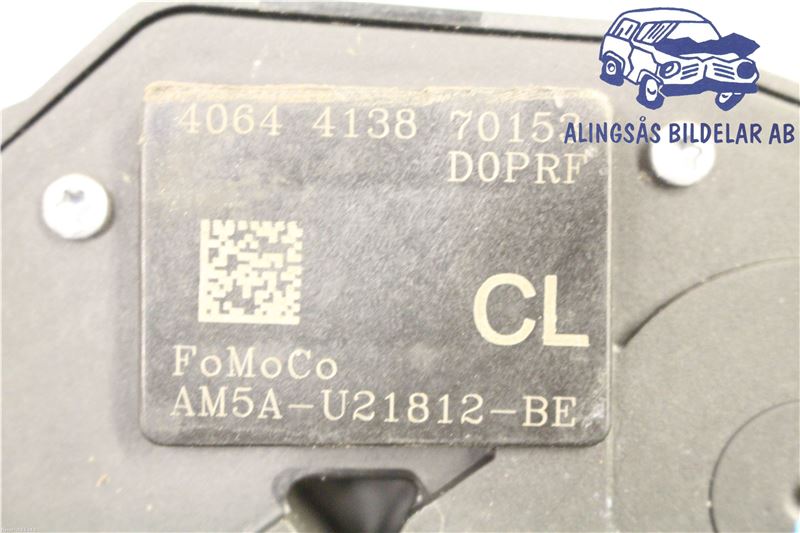 4064 4138 70153
D0PRF
ALINGSÅS BILDELAR AB
CL
FoMoCo
AM5A-U21812-BE